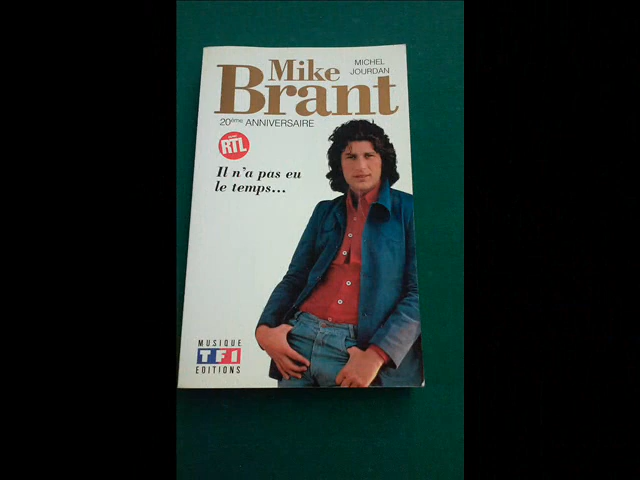 Mike
MICHEL
JOURDAN
Brant
20ème ANNIVERSAIRE
RTL
Il n'a pas eu
le temps...
MUSIQUE
TF1
EDITIONS